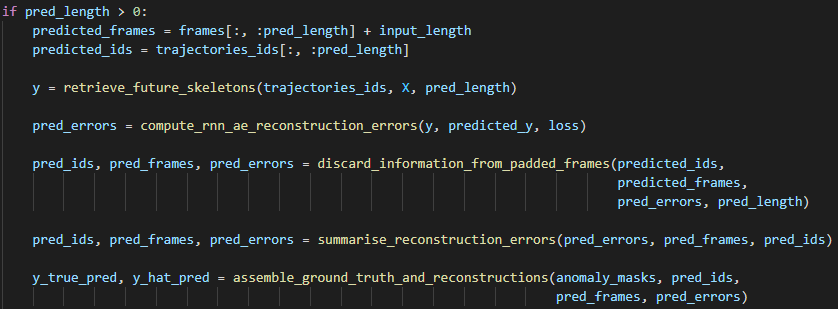 if pred_length > 0:
predicted_frames = frames[:, :pred_length] + input_length
predicted_ids = trajectories_ids[:, :pred_length]
y = retrieve_future_skeletons(trajectories_ids, X, pred_length)
pred_errors = compute_rnn_ae_reconstruction_errors(y, predicted_y, loss)
pred_ids, pred_frames, pred_errors = discard_information_from_padded_frames(predicted_ids,
predicted_frames,
pred_errors, pred_length)
pred_ids, pred_frames, pred_errors = summarise_reconstruction_errors(pred_errors, pred_frames, pred_ids)
y_true_pred, y_hat_pred = assemble_ground_truth_and_reconstructions(anomaly_masks, pred_ids,
pred_frames, pred_errors)